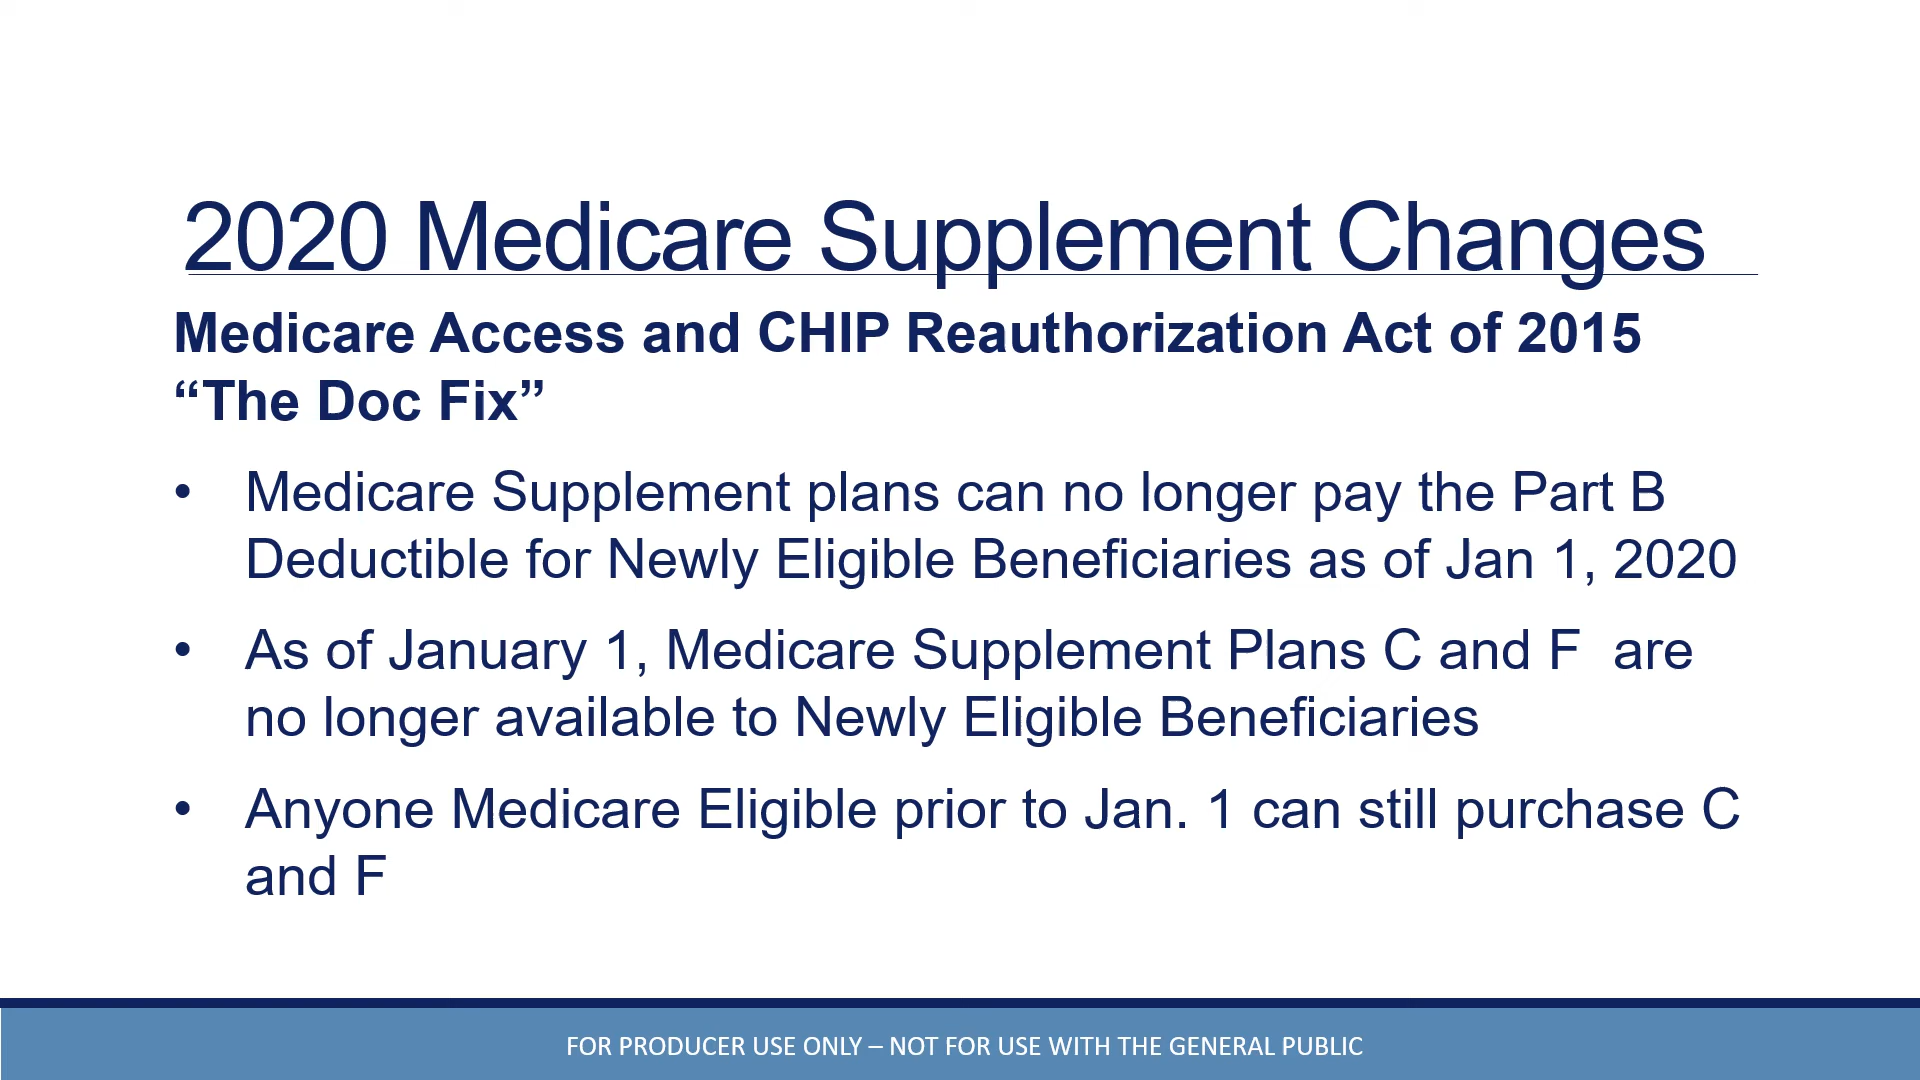 2020 Medicare Supplement Changes
Medicare Access and CHIP Reauthorization Act of 2015
“The Doc Fix”
• Medicare Supplement plans can no longer pay the Part B
Deductible for Newly Eligible Beneficiaries as of Jan 1, 2020
• As of January 1, Medicare Supplement Plans C and F  are
no longer available to Newly Eligible Beneficiaries
• Anyone Medicare Eligible prior to Jan. 1 can still purchase C
and F
FOR PRODUCER USE ONLY – NOT FOR USE WITH THE GENERAL PUBLIC